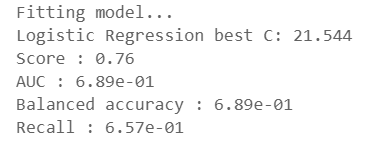 Fitting model...
Logistic Regression best C: 21.544
Score : 0.76
AUC : 6.89e-01
Balanced accuracy : 6.89e-01
Recall : 6.57e-01